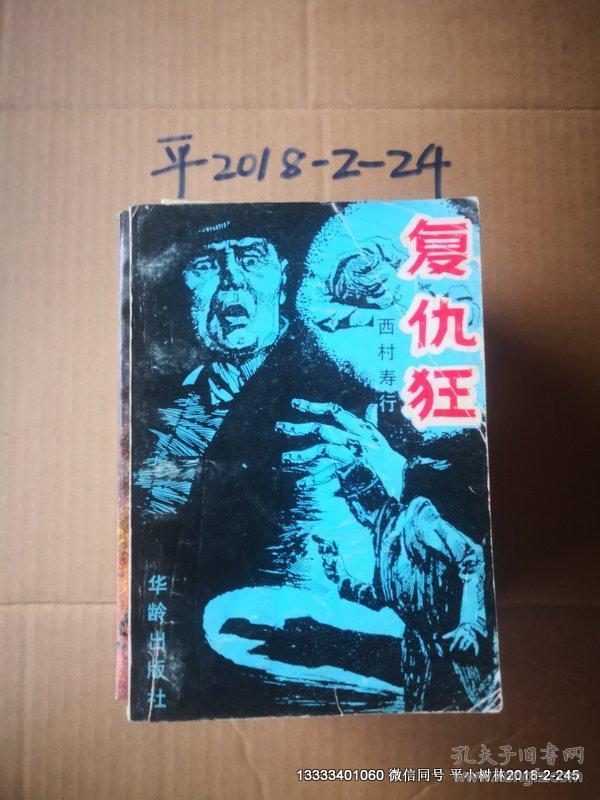 平2018-2-24
复仇狂
西村寿行
华龄出版社
孔夫子旧书网
13333401060 微信同号 平小树林2018-2-245